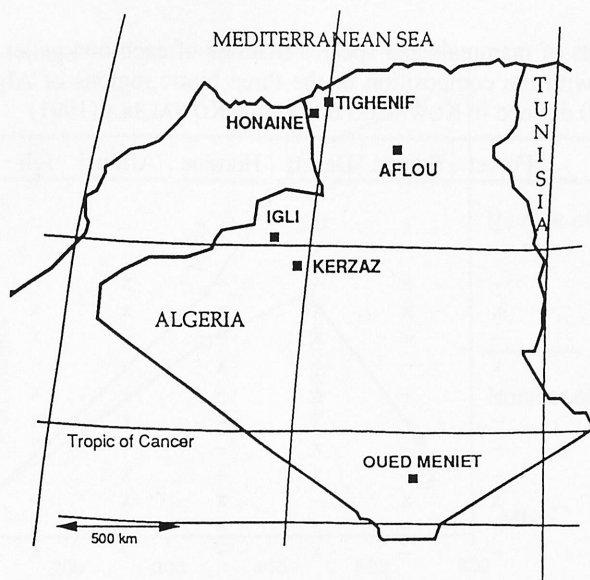 MEDITERRANEAN SEA
TIGHENIF
HONAINE
TUNISIA
AFLOU
IGLI
KERZAZ
ALGERIA
Tropic of Cancer
OUED MENIET
500 km